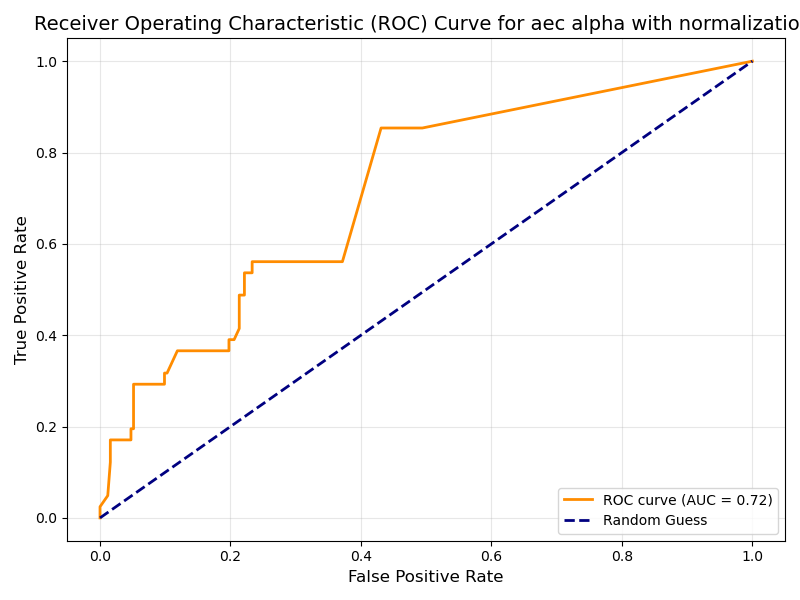 Receiver Operating Characteristic (ROC) Curve for aec alpha with normalizatio
1.0
0.8
0.6
0.4
0.2
0.0
True Positive Rate
0.0 0.2 0.4 0.6 0.8 1.0
False Positive Rate
ROC curve (AUC = 0.72)
Random Guess